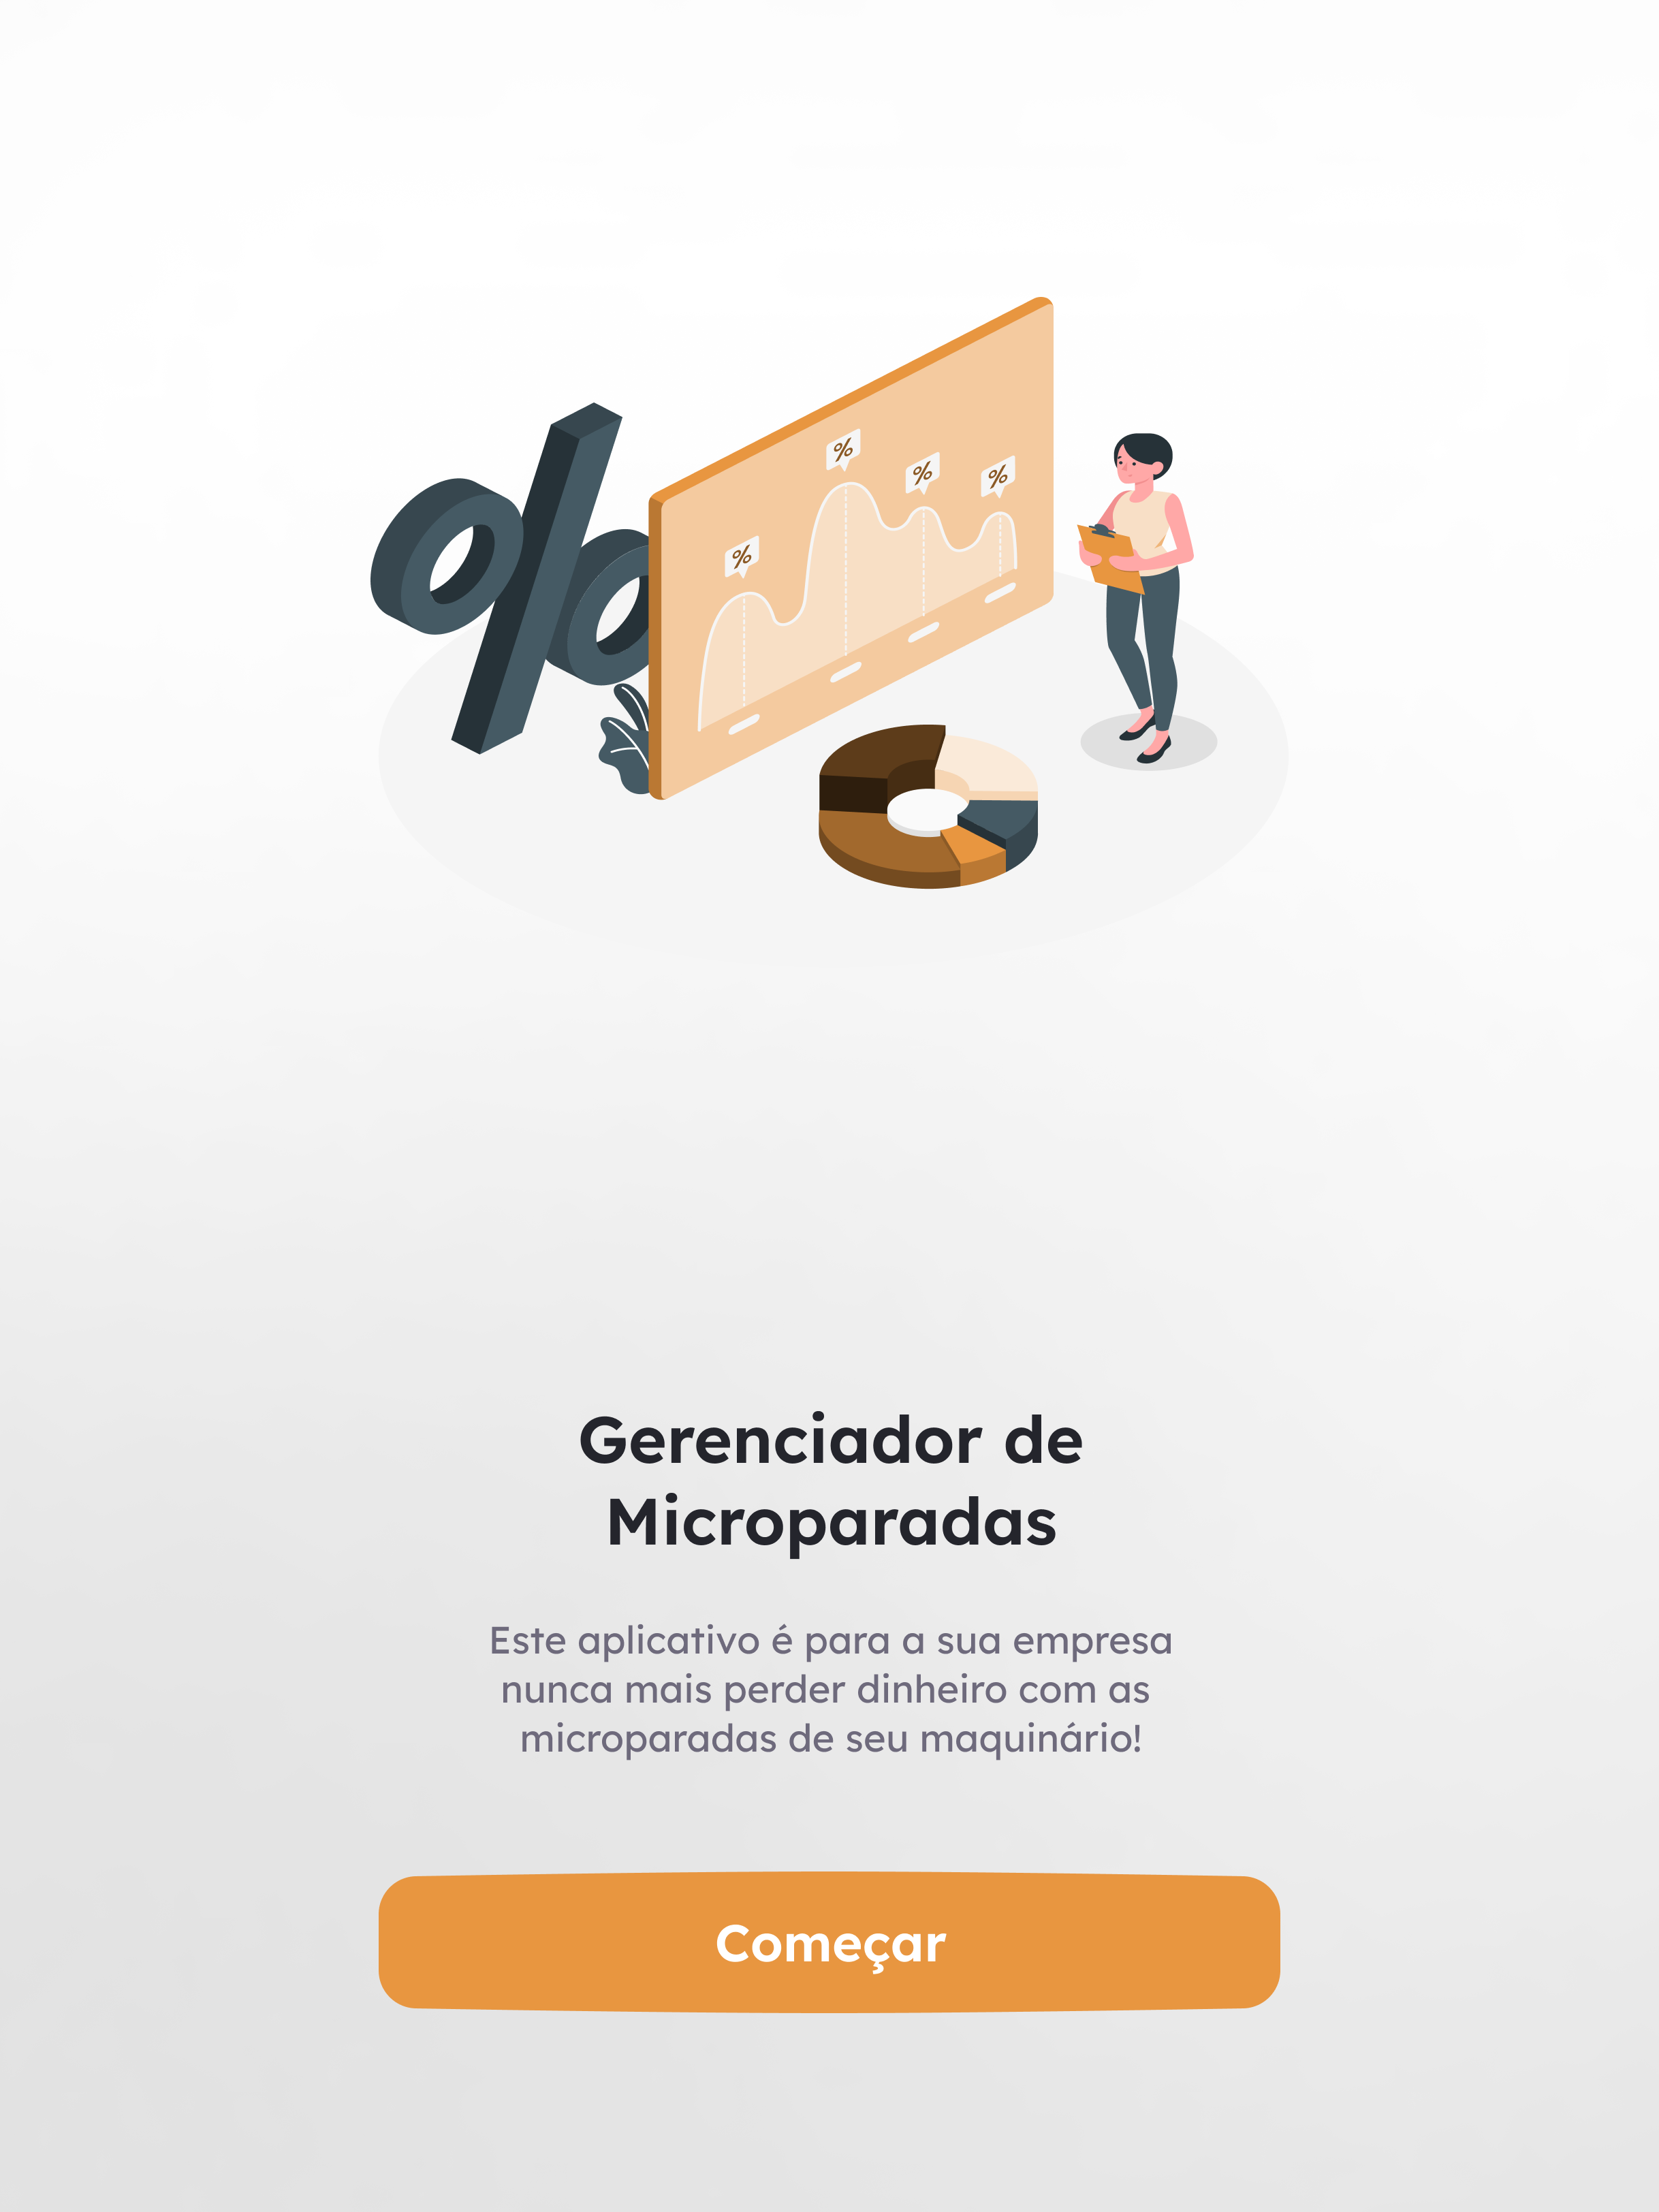 %
%
%
%
%
Gerenciador de
Microparadas
Este aplicativo é para a sua empresa
nunca mais perder dinheiro com as
microparadas de seu maquinário!
Começar